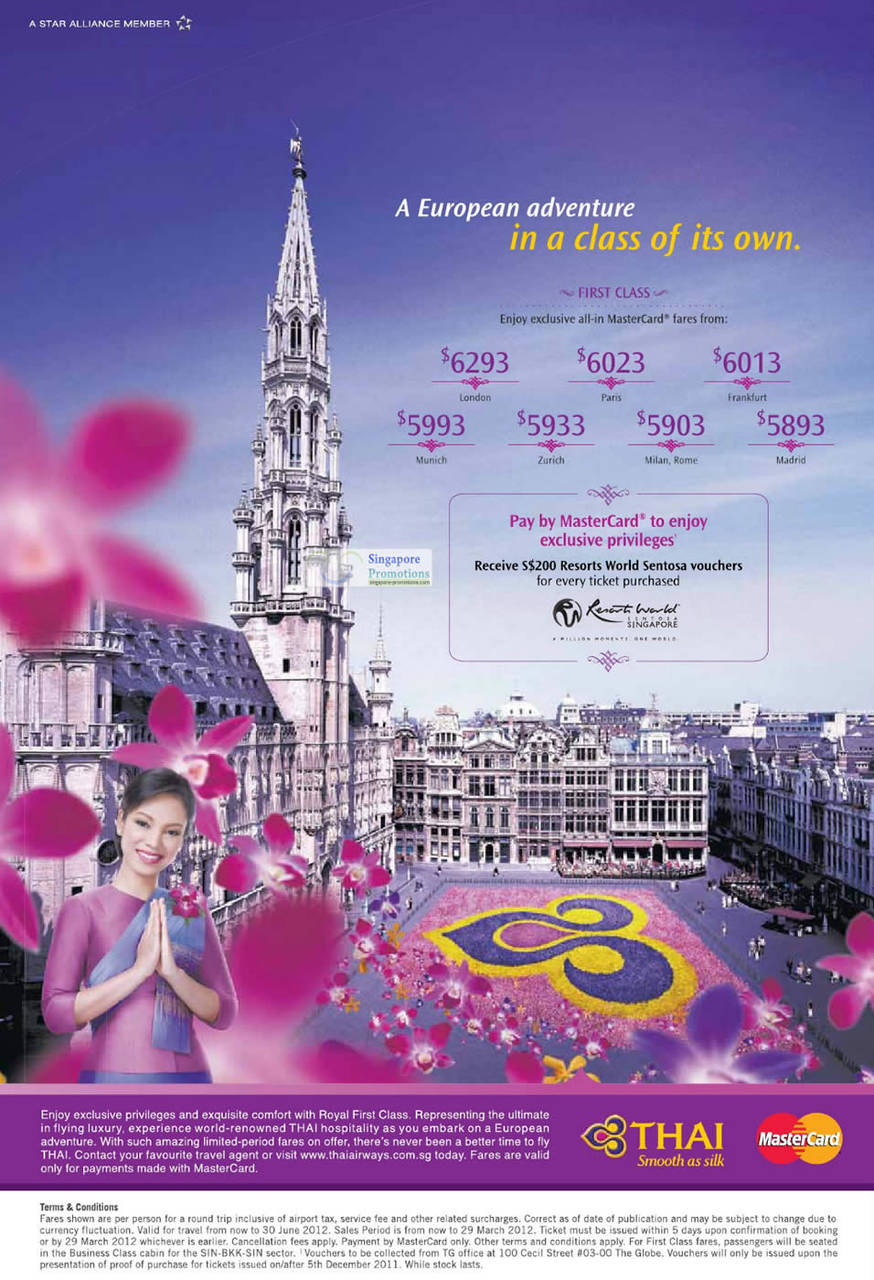 A STAR ALLIANCE MEMBER
A European adventure
in a class of its own.
FIRST CLASS
Enjoy exclusive all-in MasterCard® fares from:
$6293 $6023 $6013
London Paris Frankfurt
$5993 $5933 $5903 $5893
Munich Zurich Milan, Rome Madrid
Pay by MasterCard® to enjoy
exclusive privileges¹
Receive S$200 Resorts World Sentosa vouchers
for every ticket purchased
Resorts World
SENTOSA
SINGAPORE
A MILLION MOMENTS. ONE WORLD.
Singapore
Promotions
singapore-promotions.com
Enjoy exclusive privileges and exquisite comfort with Royal First Class. Representing the ultimate
in flying luxury, experience world-renowned THAI hospitality as you embark on a European
adventure. With such amazing limited-period fares on offer, there's never been a better time to fly
THAI. Contact your favourite travel agent or visit www.thaiairways.com.sg today. Fares are valid
only for payments made with MasterCard.
THAI
Smooth as silk
MasterCard
Terms & Conditions
Fares shown are per person for a round trip inclusive of airport tax, service fee and other related surcharges. Correct as of date of publication and may be subject to change due to
currency fluctuation. Valid for travel from now to 30 June 2012. Sales Period is from now to 29 March 2012. Ticket must be issued within 5 days upon confirmation of booking
or by 29 March 2012 whichever is earlier. Cancellation fees apply. Payment by MasterCard only. Other terms and conditions apply. For First Class fares, passengers will be seated
in the Business Class cabin for the SIN-BKK-SIN sector. ¹Vouchers to be collected from TG office at 100 Cecil Street #03-00 The Globe. Vouchers will only be issued upon the
presentation of proof of purchase for tickets issued on/after 5th December 2011. While stock lasts.